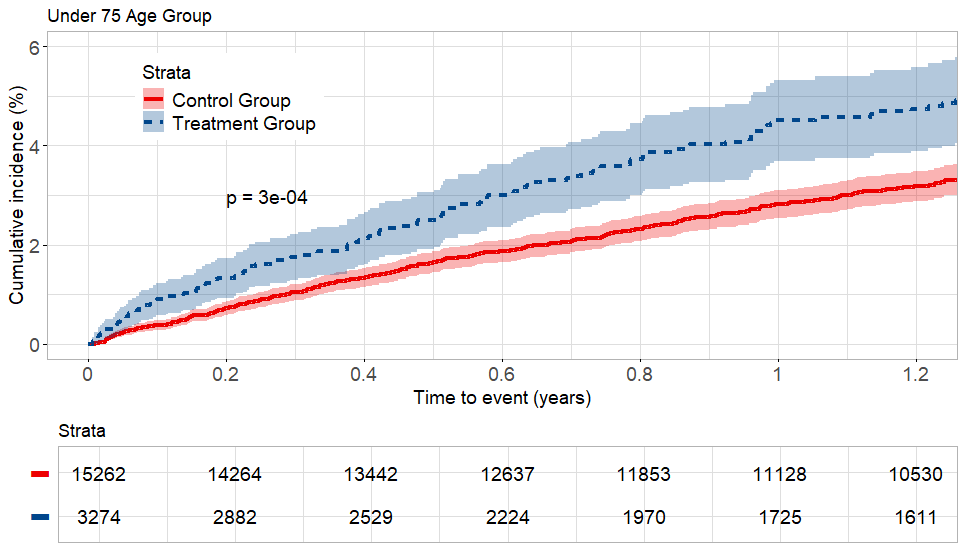 Under 75 Age Group
Cumulative incidence (%)
6
4
2
0
Strata
Control Group
Treatment Group
p = 3e-04
0 0.2 0.4 0.6 0.8 1 1.2
Time to event (years)
Strata
15262 14264 13442 12637 11853 11128 10530
3274 2882 2529 2224 1970 1725 1611